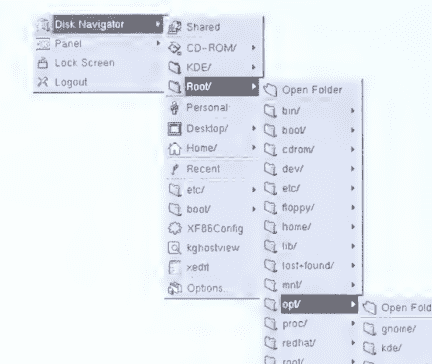 Disk Navigator
Panel
Lock Screen
Logout
Shared
CD-ROM/
KDE/
Root/
Personal
Desktop/
Home/
Recent
etc/
boot/
XF86Config
kghostview
xedit
Options...
Open Folder
bin/
boot/
cdrom/
dev/
etc/
floppy/
home/
lib/
lost+found/
mnt/
opt/
proc/
redhat/
root/
Open Fold
gnome/
kde/